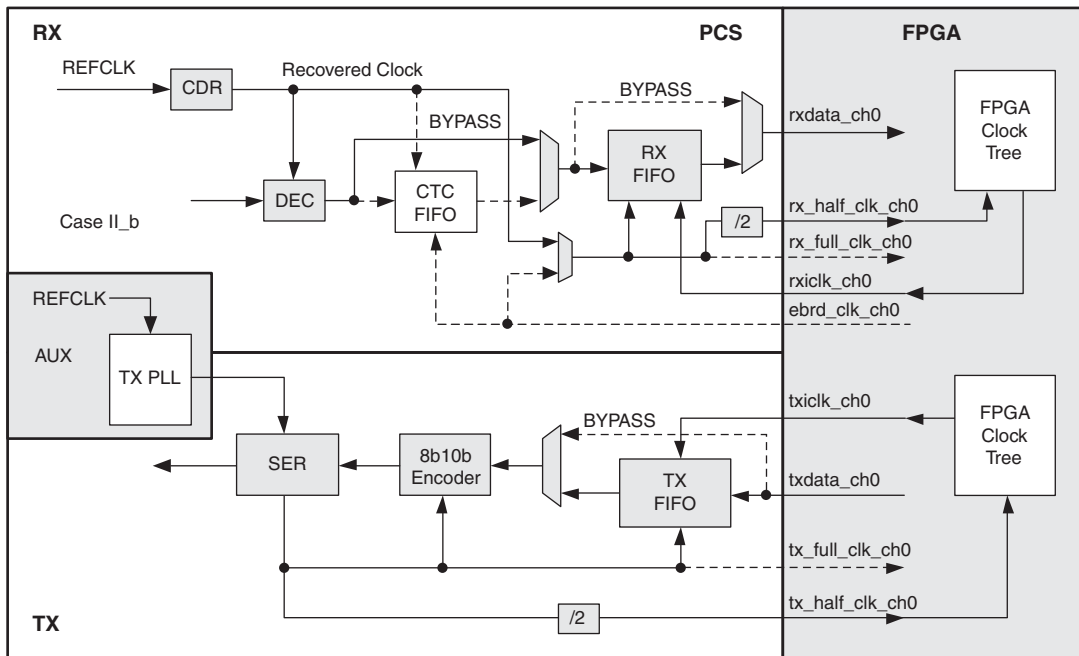 RX
PCS
FPGA
REFCLK
CDR
Recovered Clock
BYPASS
BYPASS
rxdata_ch0
FPGA
Clock
Tree
RX
FIFO
DEC
CTC
FIFO
Case II_b
/2
rx_half_clk_ch0
rx_full_clk_ch0
rxiclk_ch0
ebrd_clk_ch0
REFCLK
AUX
TX PLL
txiclk_ch0
FPGA
Clock
Tree
BYPASS
SER
8b10b
Encoder
TX
FIFO
txdata_ch0
tx_full_clk_ch0
tx_half_clk_ch0
/2
TX